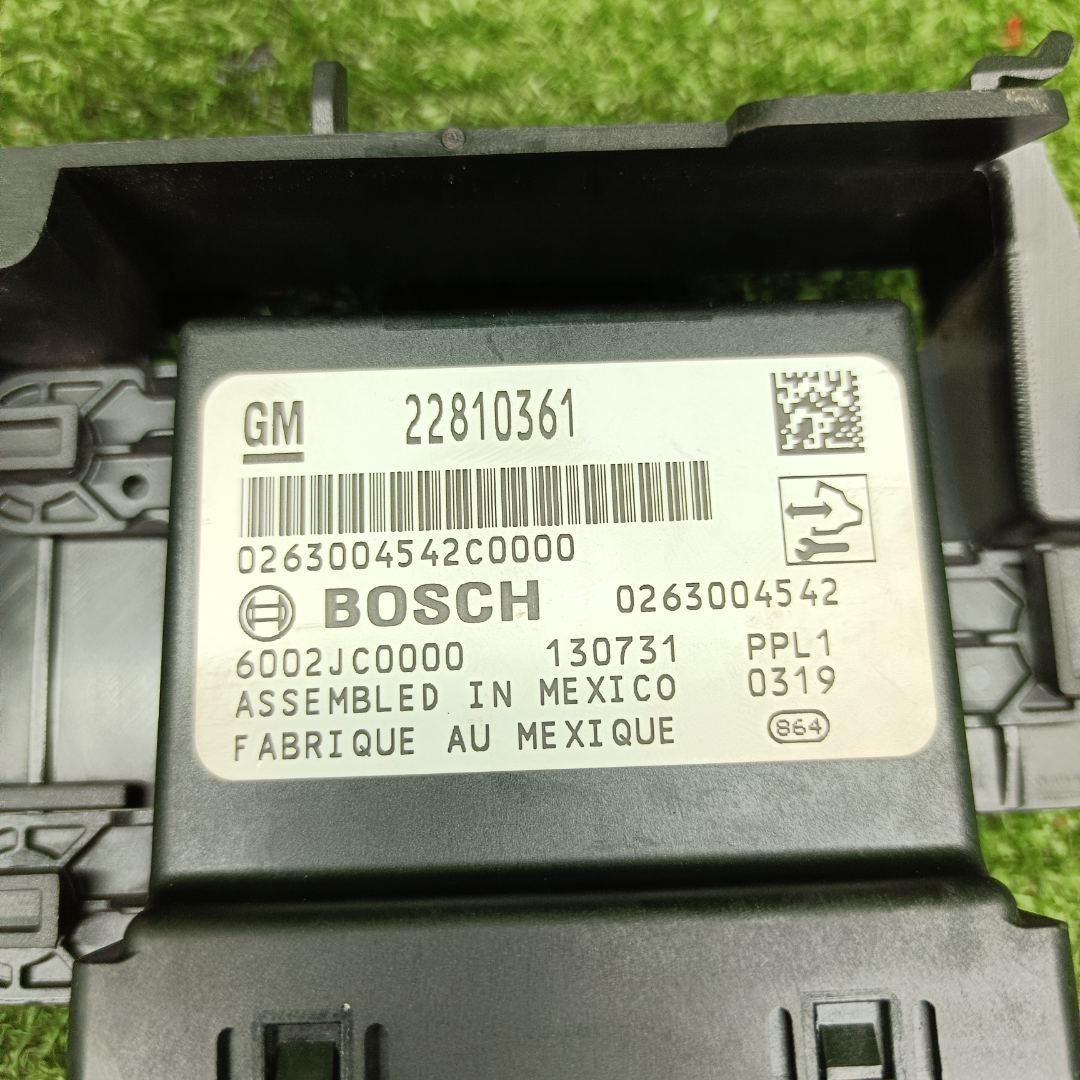 GM 22810361
0263004542C0000
BOSCH 0263004542
6002JC0000 130731 PPL1
ASSEMBLED IN MEXICO 0319
FABRIQUE AU MEXIQUE 864